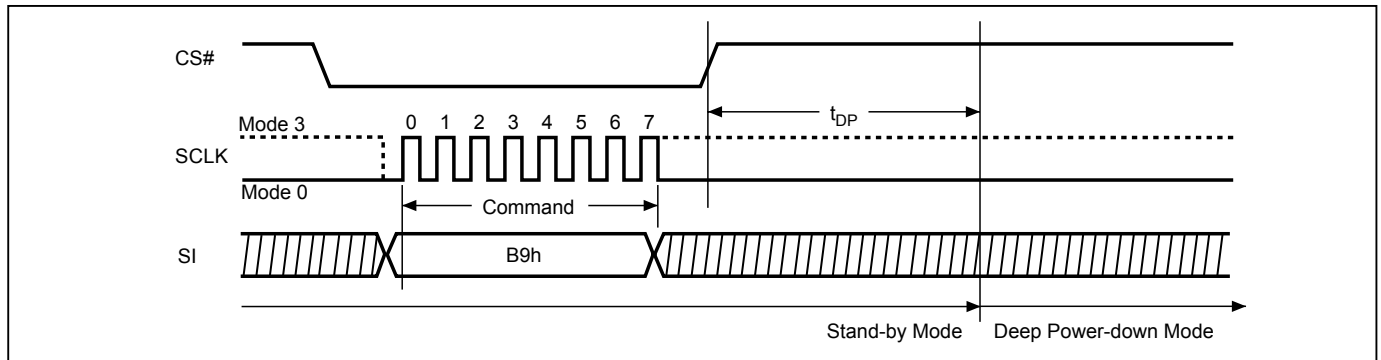 CS#
tDP
Mode 3
0 1 2 3 4 5 6 7
SCLK
Mode 0
Command
SI
B9h
Stand-by Mode
Deep Power-down Mode